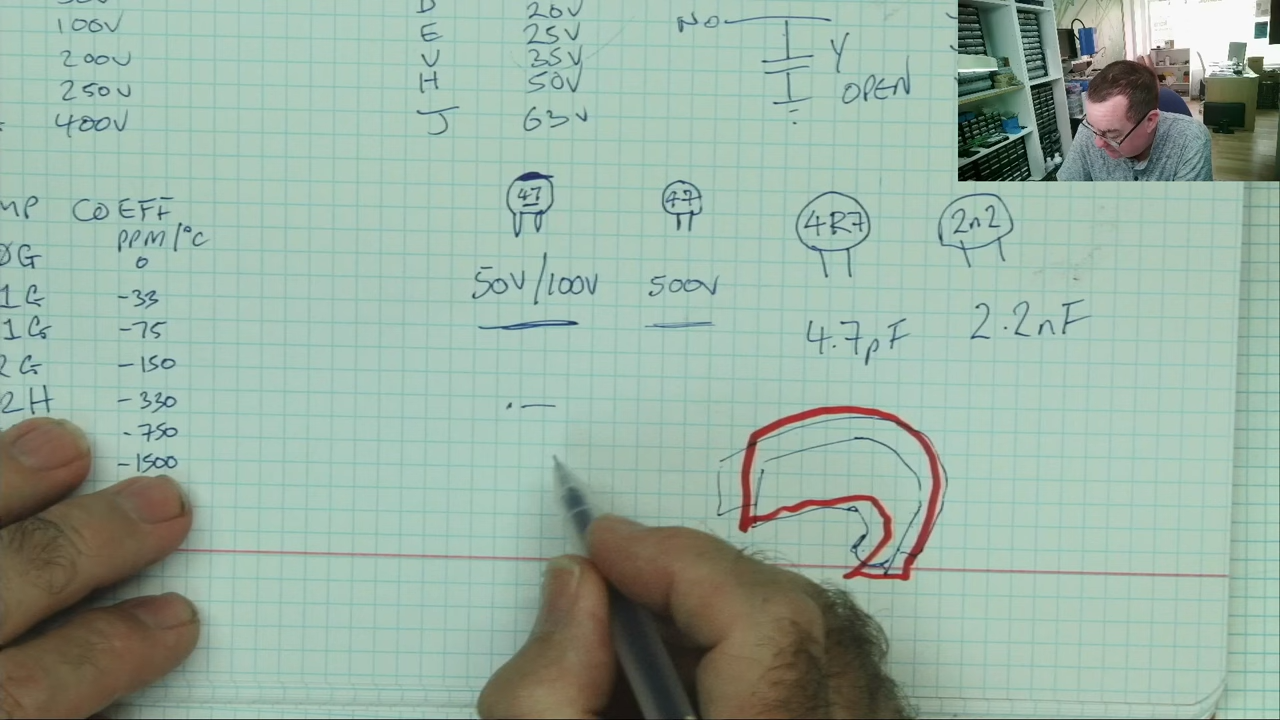 100V
200V
250V
400V
D 20V
E 25V
V 35V
H 50V
J 63V
NO
Y
OPEN
COEFF
PPM/°C
0
1G -33
1G -75
2G -150
2H -330
-750
-1500
47
47
4R7
2n2
50V/100V
500V
4.7pF
2.2nF